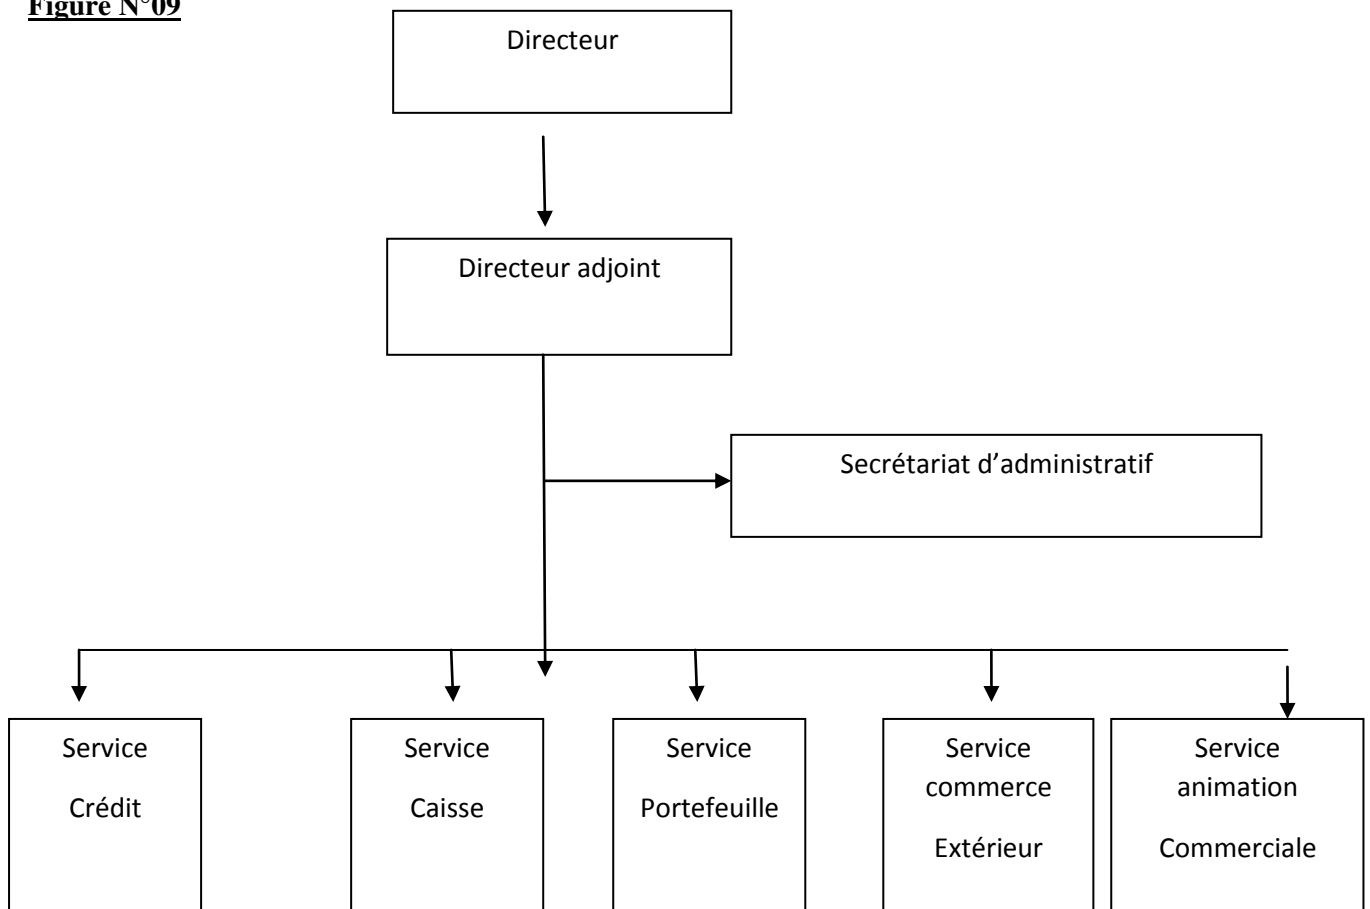 Figure N°09
Directeur
Directeur adjoint
Secrétariat d’administratif
Service
Crédit
Service
Caisse
Service
Portefeuille
Service
commerce
Extérieur
Service
animation
Commerciale